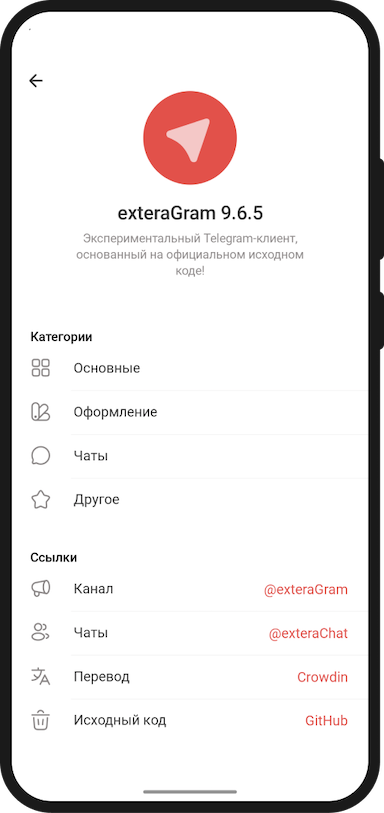 exteraGram 9.6.5
Экспериментальный Telegram-клиент,
основанный на официальном исходном
коде!
Категории
Основные
Оформление
Чаты
Другое
Ссылки
Канал @exteraGram
Чаты @exteraChat
Перевод Crowdin
Исходный код GitHub